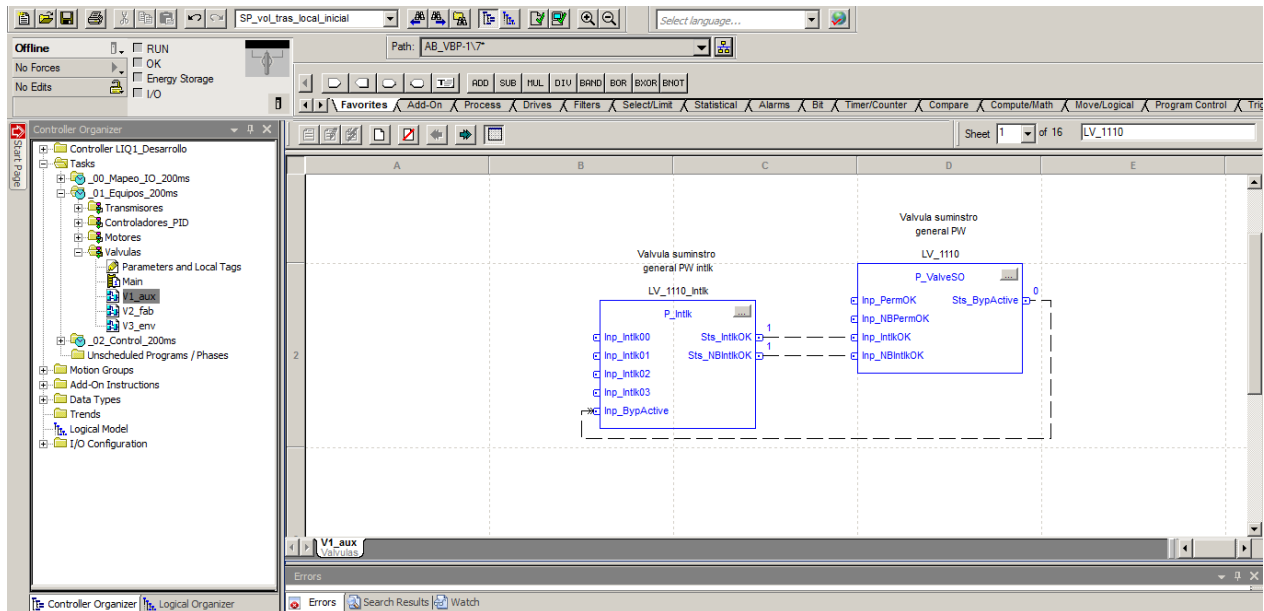 SP_vol_tras_local_inicial
Select language...
Offline
RUN
No Forces
OK
No Edits
Energy Storage
I/O
Path: AB_VBP-1\7*
ADD SUB MUL DIV BAND BOR BXOR BNOT
Favorites Add-On Process Drives Filters Select/Limit Statistical Alarms Bit Timer/Counter Compare Compute/Math Move/Logical Program Control Trig
Start Page
Controller Organizer
Controller LIQ1_Desarrollo
Tasks
_00_Mapeo_IO_200ms
_01_Equipos_200ms
Transmisores
Controladores_PID
Motores
Valvulas
Parameters and Local Tags
Main
V1_aux
V2_fab
V3_env
_02_Control_200ms
Unscheduled Programs / Phases
Motion Groups
Add-On Instructions
Data Types
Trends
Logical Model
I/O Configuration
Controller Organizer Logical Organizer
Sheet 1 of 16 LV_1110
A B C D E
2
Valvula suminstro
general PW intlk
LV_1110_Intlk
P_Intlk
...
Inp_Intlk00 Sts_IntlkOK 1
Inp_Intlk01 Sts_NBIntlkOK 1
Inp_Intlk02
Inp_Intlk03
Inp_BypActive
Valvula suminstro
general PW
LV_1110
P_ValveSO
...
Inp_PermOK Sts_BypActive 0
Inp_NBPermOK
Inp_IntlkOK
Inp_NBIntlkOK
V1_aux
Valvulas
Errors
Errors Search Results Watch